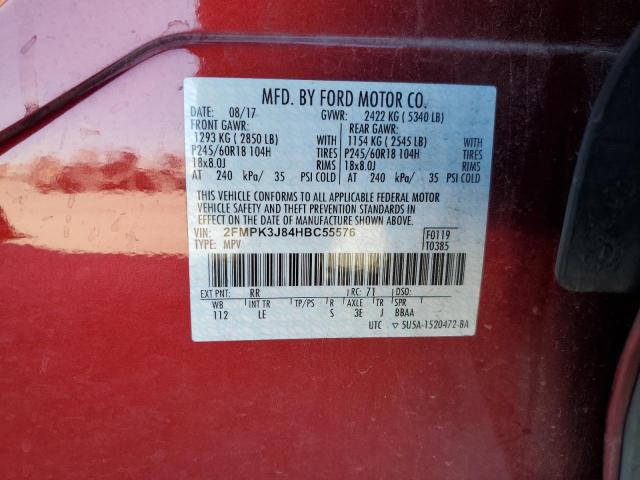 MFD. BY FORD MOTOR CO.
DATE: 08/17 GVWR: 2422 KG ( 5340 LB)
FRONT GAWR: REAR GAWR:
1293 KG ( 2850 LB) WITH 1154 KG ( 2545 LB) WITH
P245/60R18 104H TIRES P245/60R18 104H TIRES
18x8.0J RIMS 18x8.0J RIMS
AT 240 kPa/ 35 PSI COLD AT 240 kPa/ 35 PSI COLD
THIS VEHICLE CONFORMS TO ALL APPLICABLE FEDERAL MOTOR
VEHICLE SAFETY AND THEFT PREVENTION STANDARDS IN
EFFECT ON THE DATE OF MANUFACTURE SHOWN ABOVE.
VIN: 2FMPK3J84HBC55576 F0119
TYPE: MPV T0385
EXT PNT: RR RC: 71 DSO:
WB INT TR TP/PS R AXLE TR SPR
112 LE S 3E J BBAA
UTC ▽ 5U5A-1520472-BA